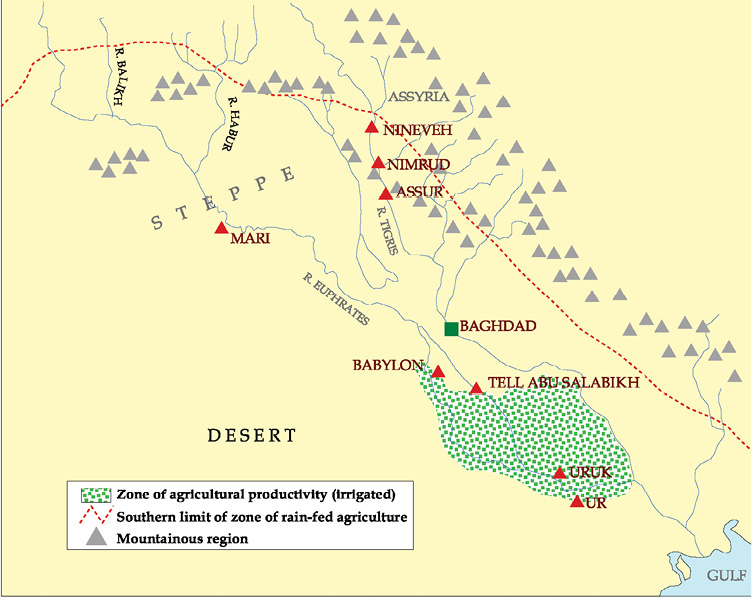 R. BALIKH
R. HABUR
ASSYRIA
NINEVEH
NIMRUD
ASSUR
STEPPE
R. TIGRIS
MARI
R. EUPHRATES
BAGHDAD
BABYLON
TELL ABU SALABIKH
DESERT
URUK
UR
Zone of agricultural productivity (irrigated)
Southern limit of zone of rain-fed agriculture
Mountainous region
GULF